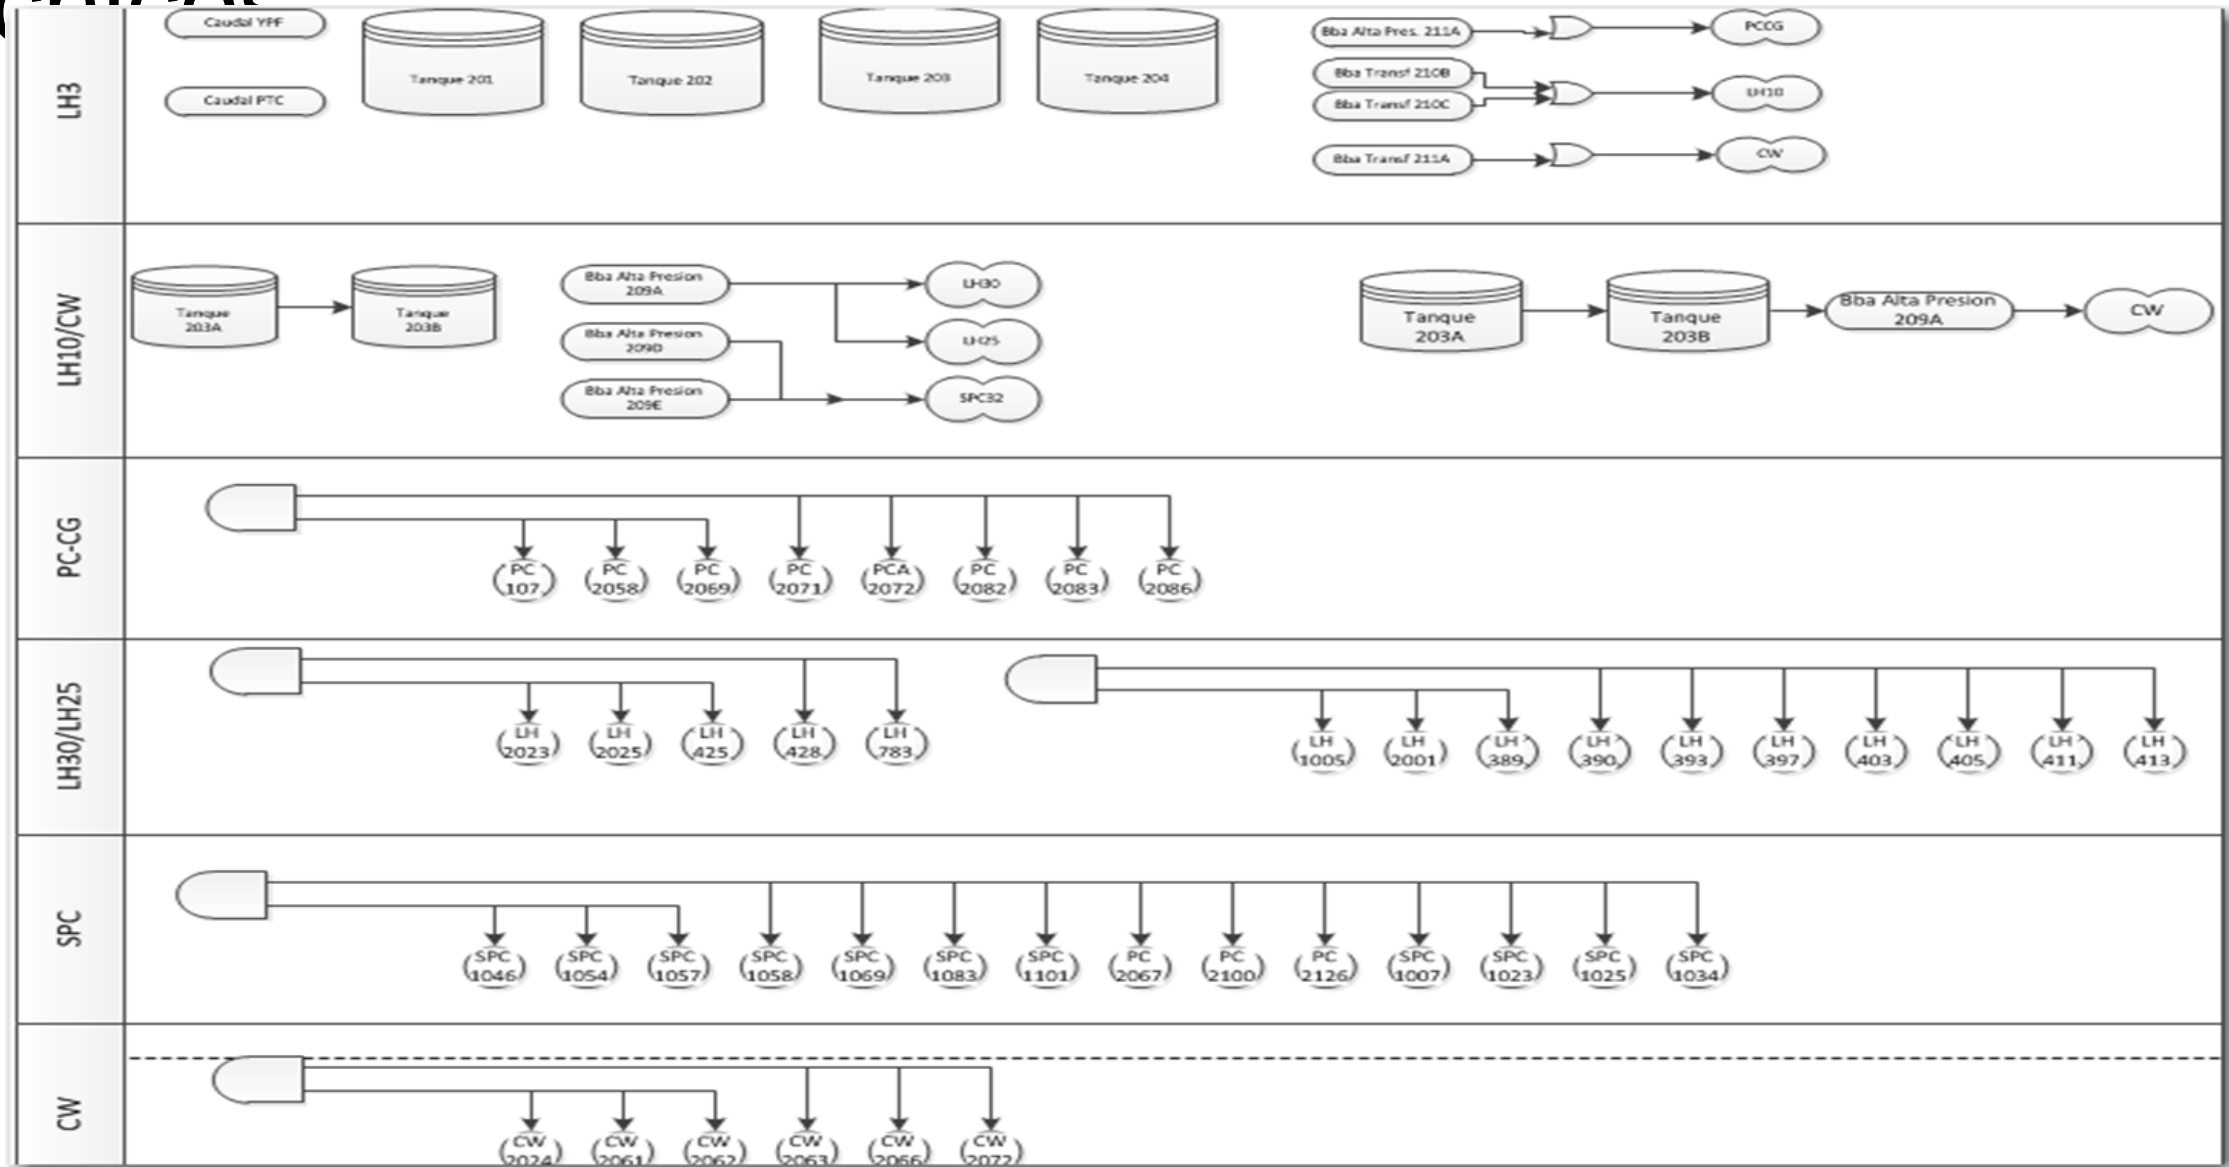 LH3
Caudal YPF
Caudal PTC
Tanque 201
Tanque 202
Tanque 203
Tanque 204
Bba Alta Pres. 211A
PCCG
Bba Transf 210B
Bba Transf 210C
LH10
Bba Transf 211A
CW
LH10/CW
Tanque
203A
Tanque
203B
Bba Alta Presion
209A
LH30
Bba Alta Presion
209D
LH25
Bba Alta Presion
209E
SPC32
Tanque
203A
Tanque
203B
Bba Alta Presion
209A
CW
PC-CG
PC
107
PC
2058
PC
2069
PC
2071
PCA
2072
PC
2082
PC
2083
PC
2086
LH30/LH25
LH
2023
LH
2025
LH
425
LH
428
LH
783
LH
1005
LH
2001
LH
389
LH
390
LH
393
LH
397
LH
403
LH
405
LH
411
LH
413
SPC
SPC
1046
SPC
1054
SPC
1057
SPC
1058
SPC
1069
SPC
1083
SPC
1101
PC
2067
PC
2100
PC
2126
SPC
1007
SPC
1023
SPC
1025
SPC
1034
CW
CW
2024
CW
2061
CW
2062
CW
2063
CW
2066
CW
2072